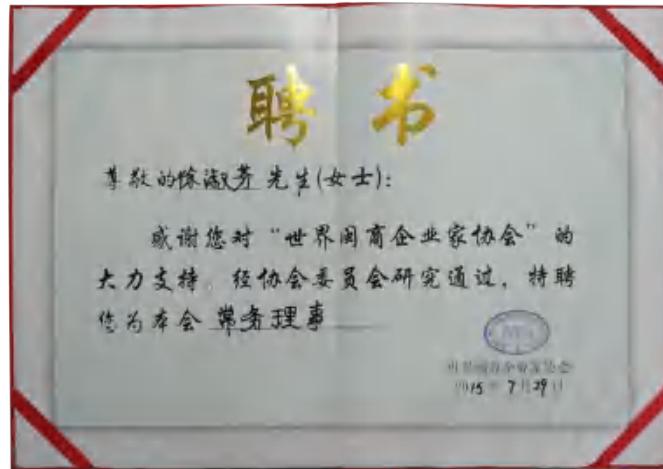 聘书
尊敬的徐淑芳 先生(女士):
感谢您对“世界闽商企业家协会”的
大力支持,经协会委员会研究通过,特聘
您为本会 常务理事
世界闽商企业家协会
2015年7月29日